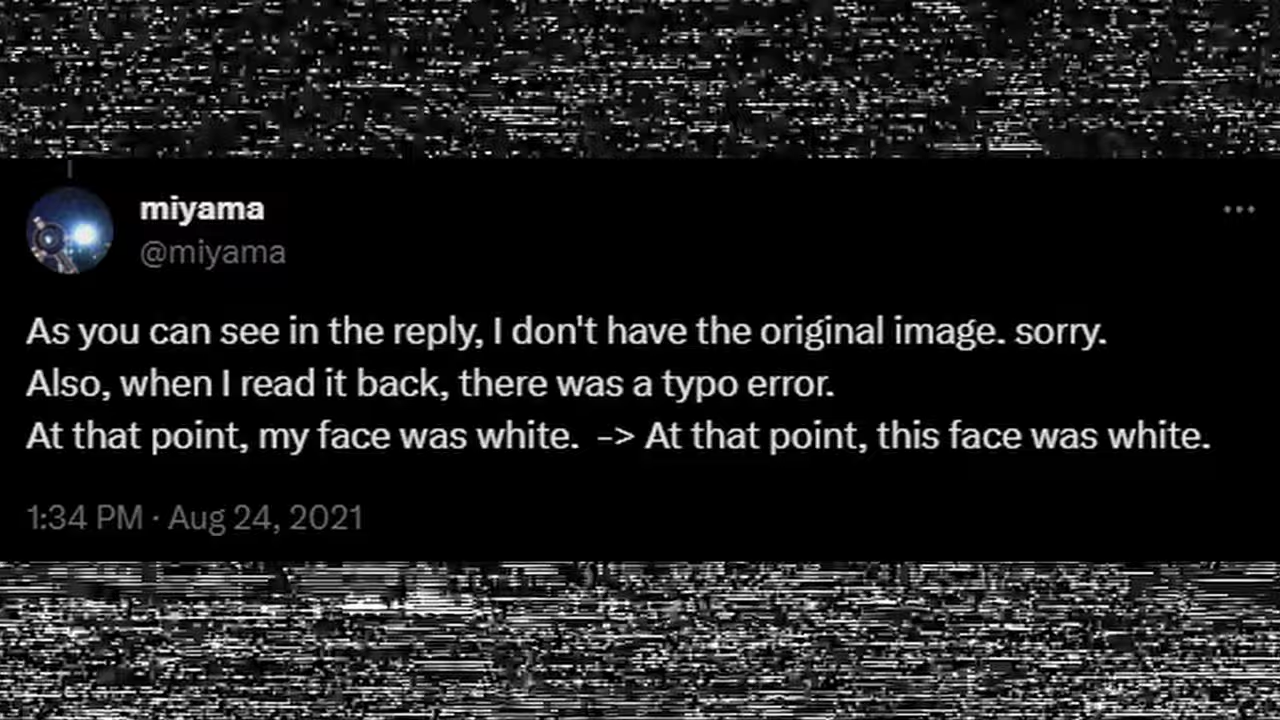 miyama
@miyama
As you can see in the reply, I don't have the original image. sorry.
Also, when I read it back, there was a typo error.
At that point, my face was white.  -> At that point, this face was white.
1:34 PM · Aug 24, 2021